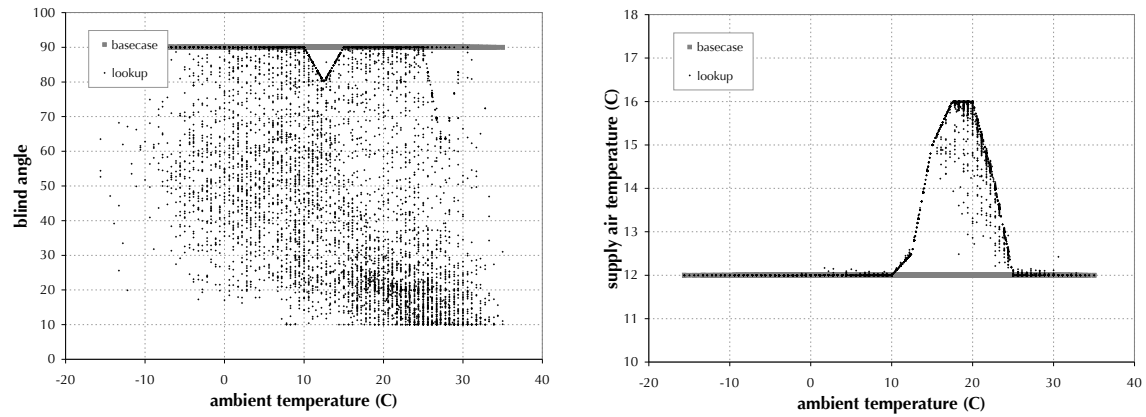 100
90
80
70
60
50
40
30
20
10
0
blind angle
basecase
lookup
-20 -10 0 10 20 30 40
ambient temperature (C)
18
17
16
15
14
13
12
11
10
supply air temperature (C)
basecase
lookup
-20 -10 0 10 20 30 40
ambient temperature (C)